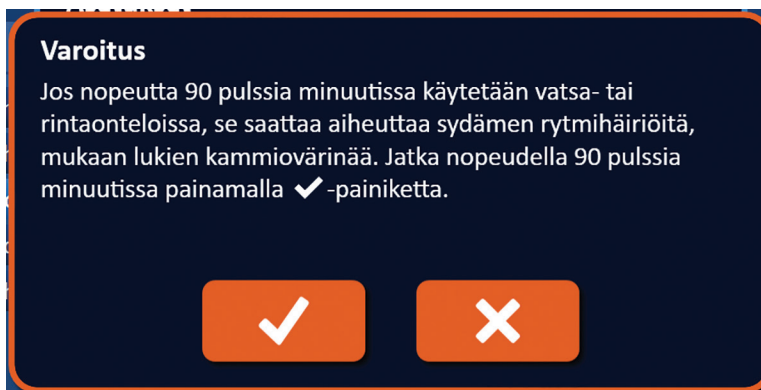 Varoitus
Jos nopeutta 90 pulssia minuutissa käytetään vatsa- tai
rintaonteloissa, se saattaa aiheuttaa sydämen rytmihäiriöitä,
mukaan lukien kammiovärinää. Jatka nopeudella 90 pulssia
minuutissa painamalla ✔-painiketta.